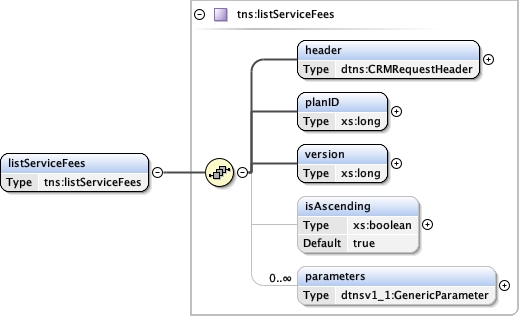 tns:listServiceFees
header
Type dtns:CRMRequestHeader
planID
Type xs:long
version
Type xs:long
listServiceFees
Type tns:listServiceFees
isAscending
Type xs:boolean
Default true
0..∞
parameters
Type dtnsv1_1:GenericParameter